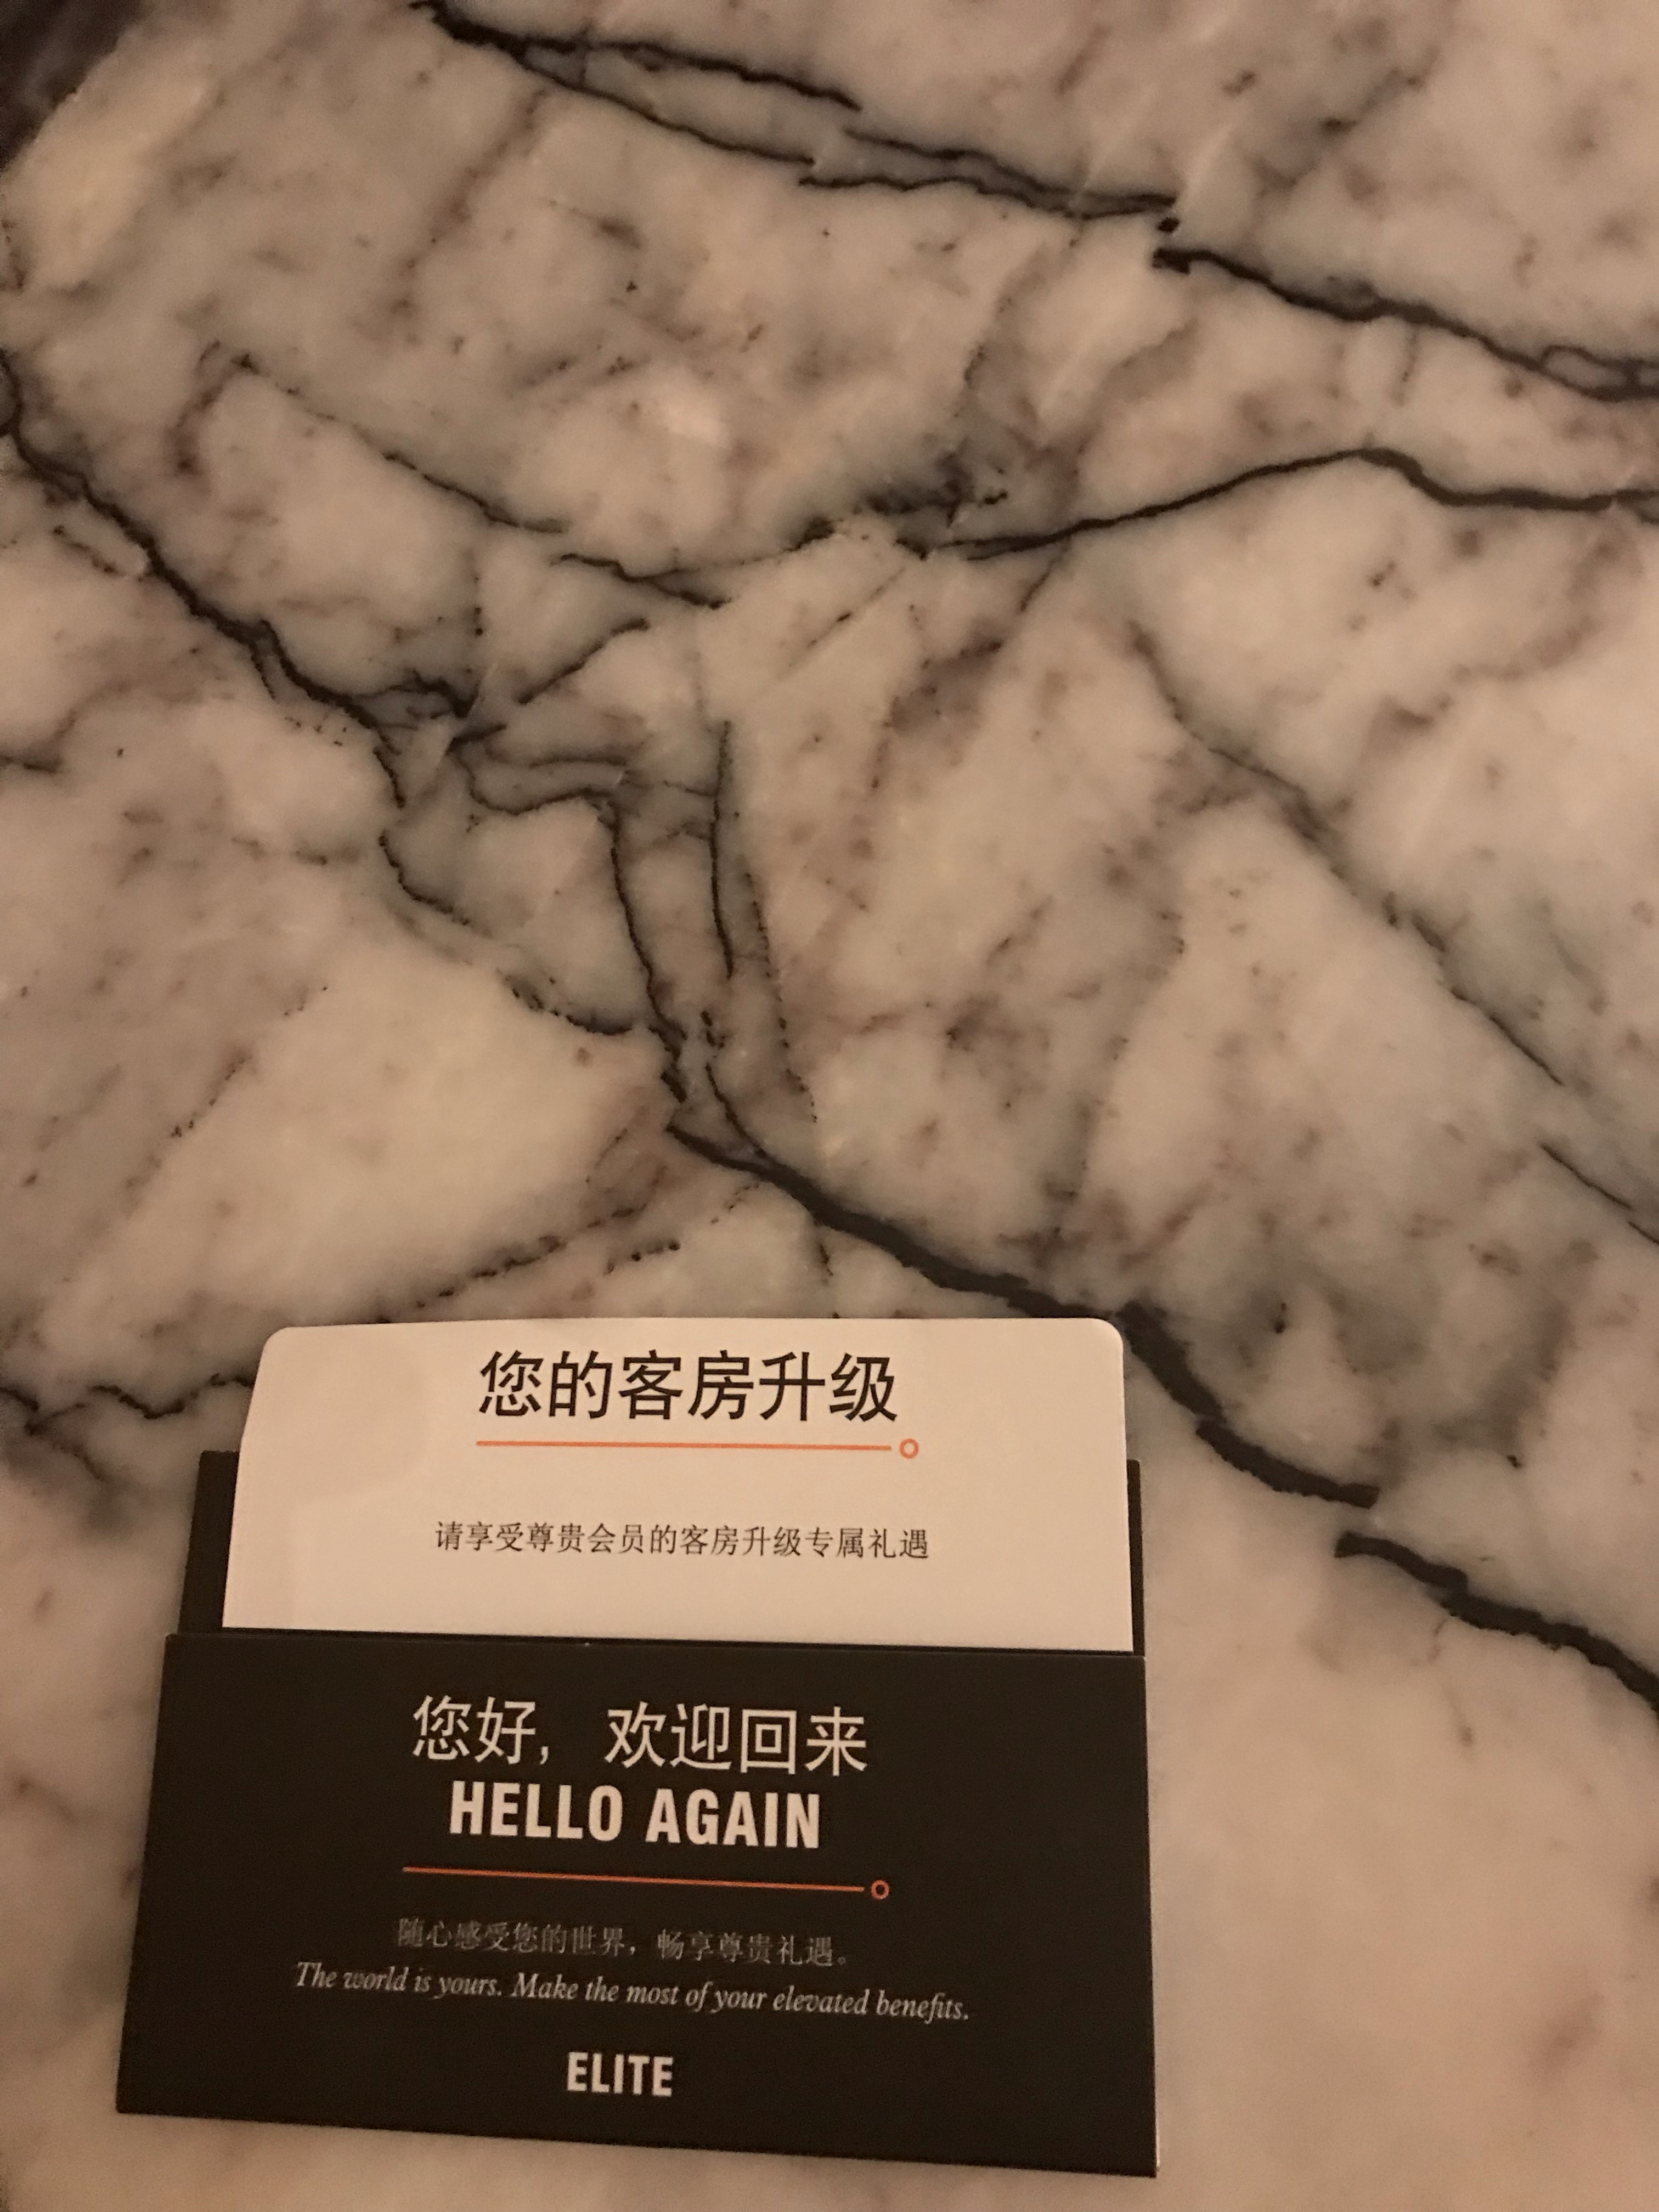 您的客房升级
请享受尊贵会员的客房升级专属礼遇
您好，欢迎回来
HELLO AGAIN
随心感受您的世界，畅享尊贵礼遇。
The world is yours. Make the most of your elevated benefits.
ELITE